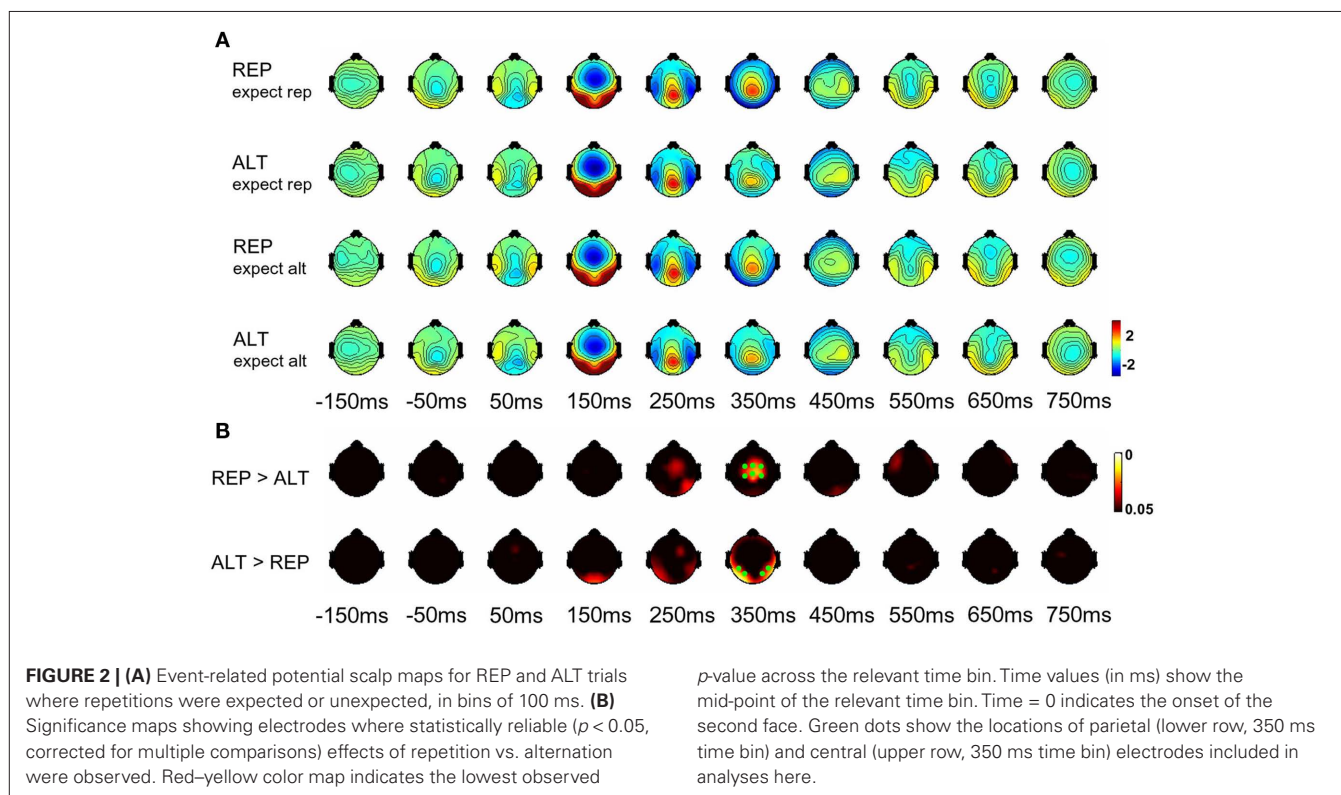 A
REP
expect rep
ALT
expect rep
REP
expect alt
ALT
expect alt
2
-2
-150ms -50ms 50ms 150ms 250ms 350ms 450ms 550ms 650ms 750ms
B
REP > ALT
0
0.05
ALT > REP
-150ms -50ms 50ms 150ms 250ms 350ms 450ms 550ms 650ms 750ms
FIGURE 2 | (A) Event-related potential scalp maps for REP and ALT trials
where repetitions were expected or unexpected, in bins of 100 ms. (B)
Significance maps showing electrodes where statistically reliable (p < 0.05,
corrected for multiple comparisons) effects of repetition vs. alternation
were observed. Red–yellow color map indicates the lowest observed
p-value across the relevant time bin. Time values (in ms) show the
mid-point of the relevant time bin. Time = 0 indicates the onset of the
second face. Green dots show the locations of parietal (lower row, 350 ms
time bin) and central (upper row, 350 ms time bin) electrodes included in
analyses here.